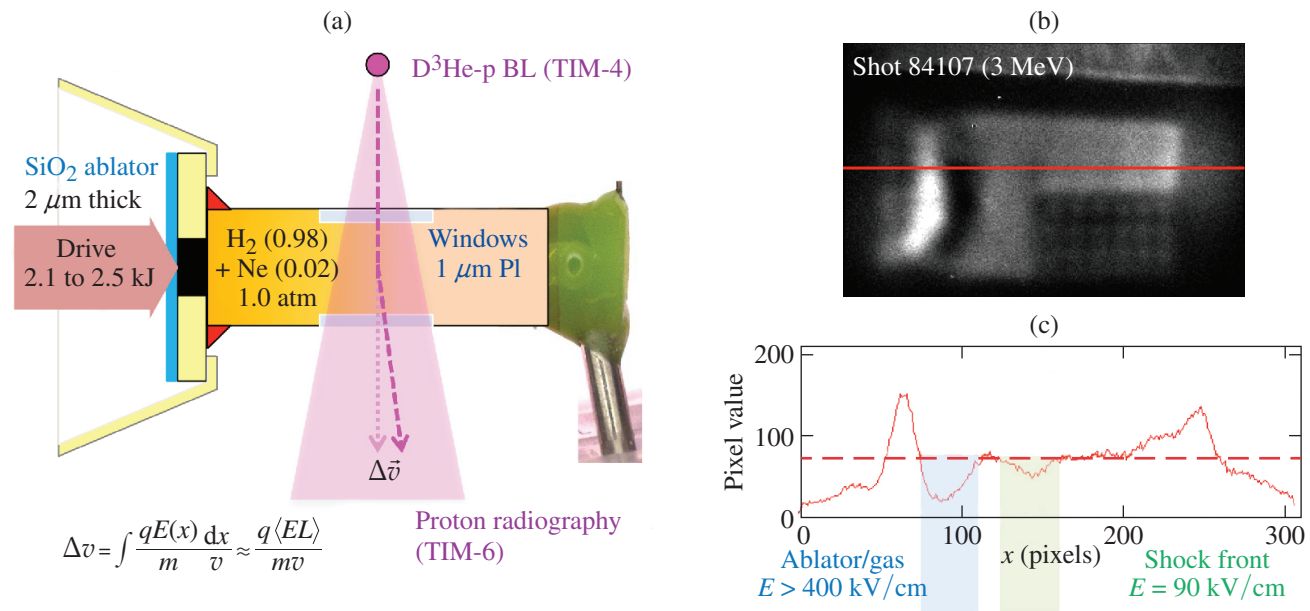 (a)
D³He-p BL (TIM-4)
SiO₂ ablator
2 μm thick
Drive
2.1 to 2.5 kJ
H₂ (0.98)
+ Ne (0.02)
1.0 atm
Windows
1 μm Pl
Δv⃗
Proton radiography
(TIM-6)
Δv = ∫ qE(x)/m dx/v ≈ q⟨EL⟩/mv
(b)
Shot 84107 (3 MeV)
(c)
Pixel value
200
100
0
0
100
200
300
x (pixels)
Ablator/gas
E > 400 kV/cm
Shock front
E = 90 kV/cm